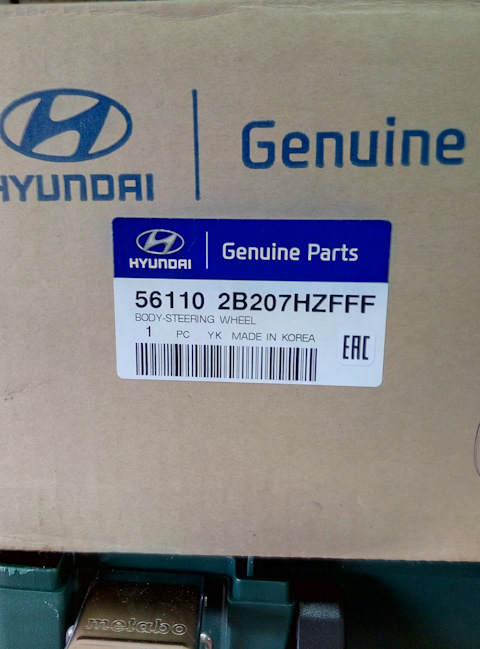 HYUNDAI
Genuine
HYUNDAI
Genuine Parts
56110 2B207HZFFF
BODY-STEERING WHEEL
1 PC YK MADE IN KOREA
EAC
metabo